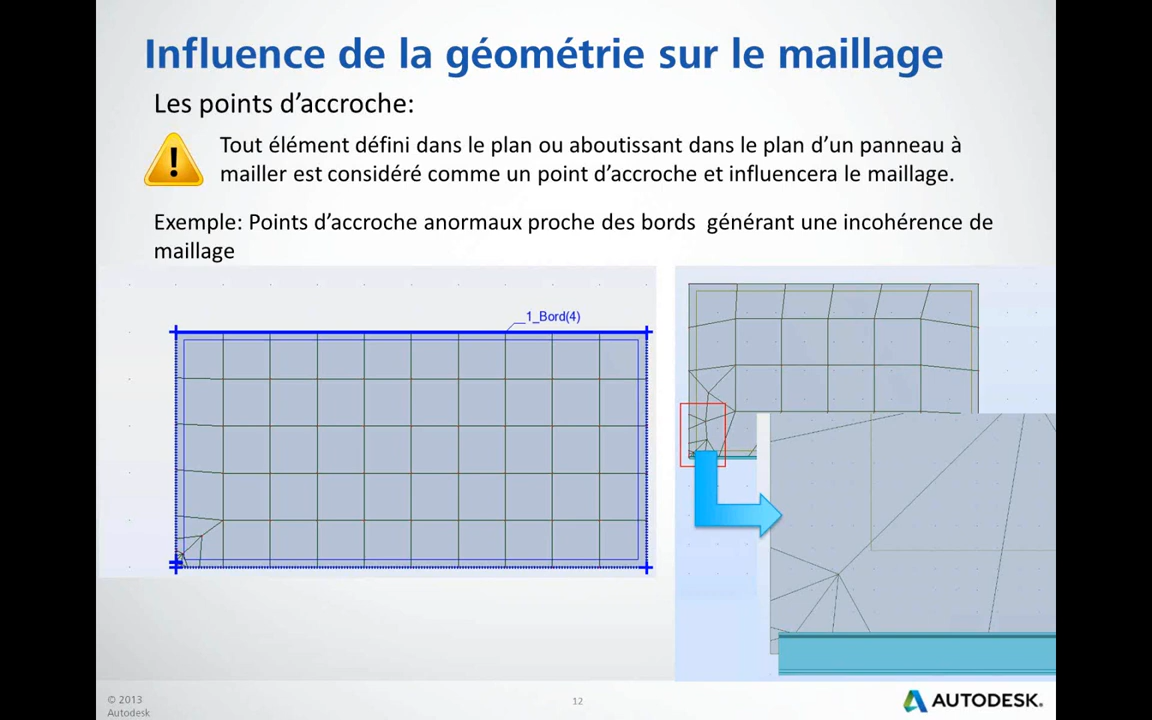 Influence de la géométrie sur le maillage
Les points d’accroche:
Tout élément défini dans le plan ou aboutissant dans le plan d’un panneau à
mailler est considéré comme un point d’accroche et influencera le maillage.
Exemple: Points d’accroche anormaux proche des bords  générant une incohérence de
maillage
1_Bord(4)
© 2013
Autodesk
12
AUTODESK.